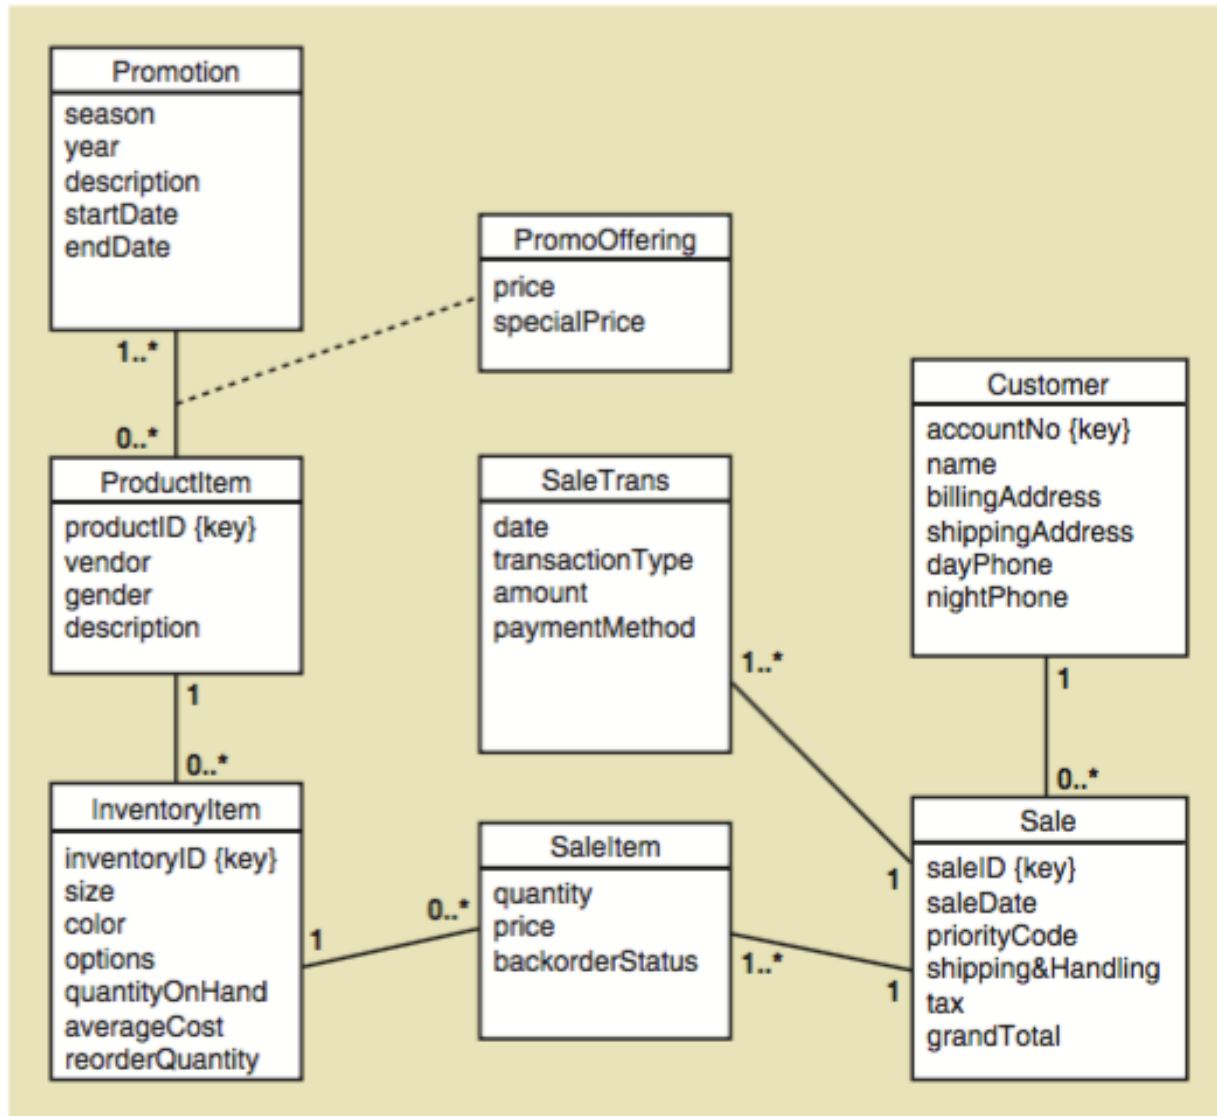 Promotion
season
year
description
startDate
endDate
1..*
0..*
PromoOffering
price
specialPrice
ProductItem
productID {key}
vendor
gender
description
1
0..*
SaleTrans
date
transactionType
amount
paymentMethod
1..*
1
Customer
accountNo {key}
name
billingAddress
shippingAddress
dayPhone
nightPhone
1
0..*
InventoryItem
inventoryID {key}
size
color
options
quantityOnHand
averageCost
reorderQuantity
1
0..*
SaleItem
quantity
price
backorderStatus
1..*
1
Sale
saleID {key}
saleDate
priorityCode
shipping&Handling
tax
grandTotal